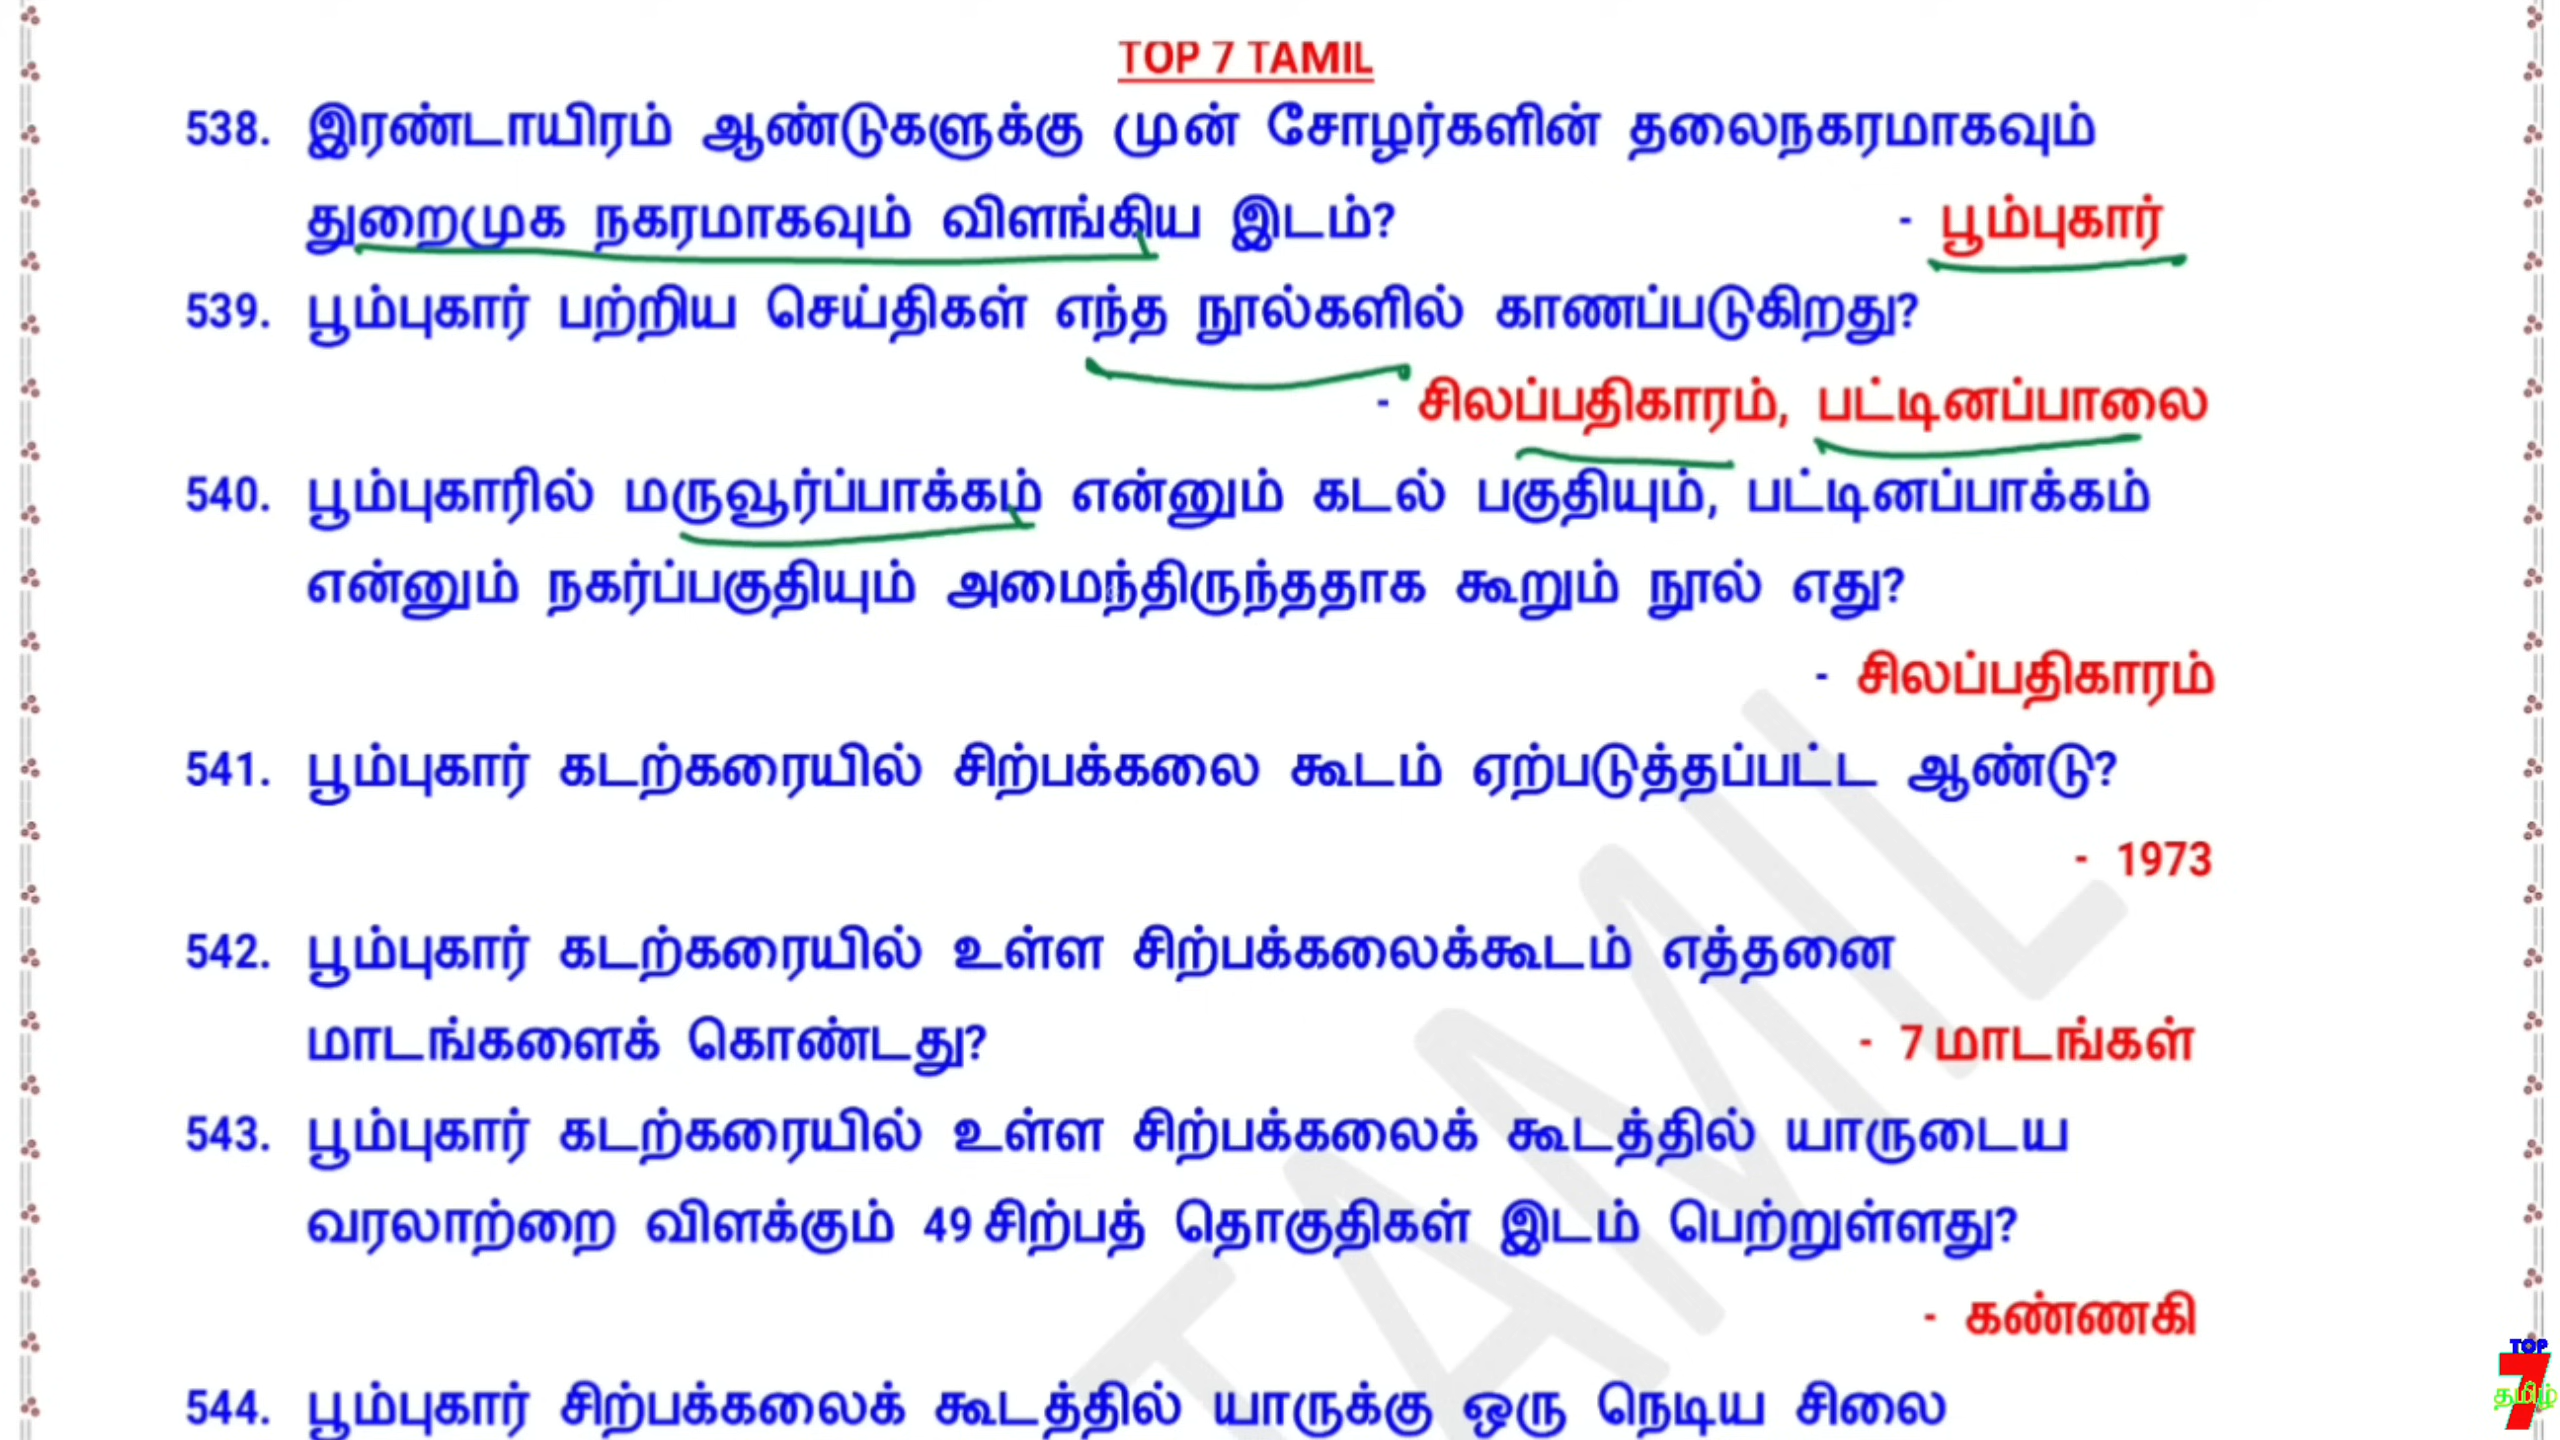 TOP 7 TAMIL
538. இரண்டாயிரம் ஆண்டுகளுக்கு முன் சோழர்களின் தலைநகரமாகவும்
துறைமுக நகரமாகவும் விளங்கிய இடம்? - பூம்புகார்
539. பூம்புகார் பற்றிய செய்திகள் எந்த நூல்களில் காணப்படுகிறது?
- சிலப்பதிகாரம், பட்டினப்பாலை
540. பூம்புகாரில் மருவூர்ப்பாக்கம் என்னும் கடல் பகுதியும், பட்டினப்பாக்கம்
என்னும் நகர்ப்பகுதியும் அமைந்திருந்ததாக கூறும் நூல் எது?
- சிலப்பதிகாரம்
541. பூம்புகார் கடற்கரையில் சிற்பக்கலை கூடம் ஏற்படுத்தப்பட்ட ஆண்டு?
- 1973
542. பூம்புகார் கடற்கரையில் உள்ள சிற்பக்கலைக்கூடம் எத்தனை
மாடங்களைக் கொண்டது? - 7 மாடங்கள்
543. பூம்புகார் கடற்கரையில் உள்ள சிற்பக்கலைக் கூடத்தில் யாருடைய
வரலாற்றை விளக்கும் 49 சிற்பத் தொகுதிகள் இடம் பெற்றுள்ளது?
- கண்ணகி
544. பூம்புகார் சிற்பக்கலைக் கூடத்தில் யாருக்கு ஒரு நெடிய சிலை
TAMIL
TOP
7
தமிழ்